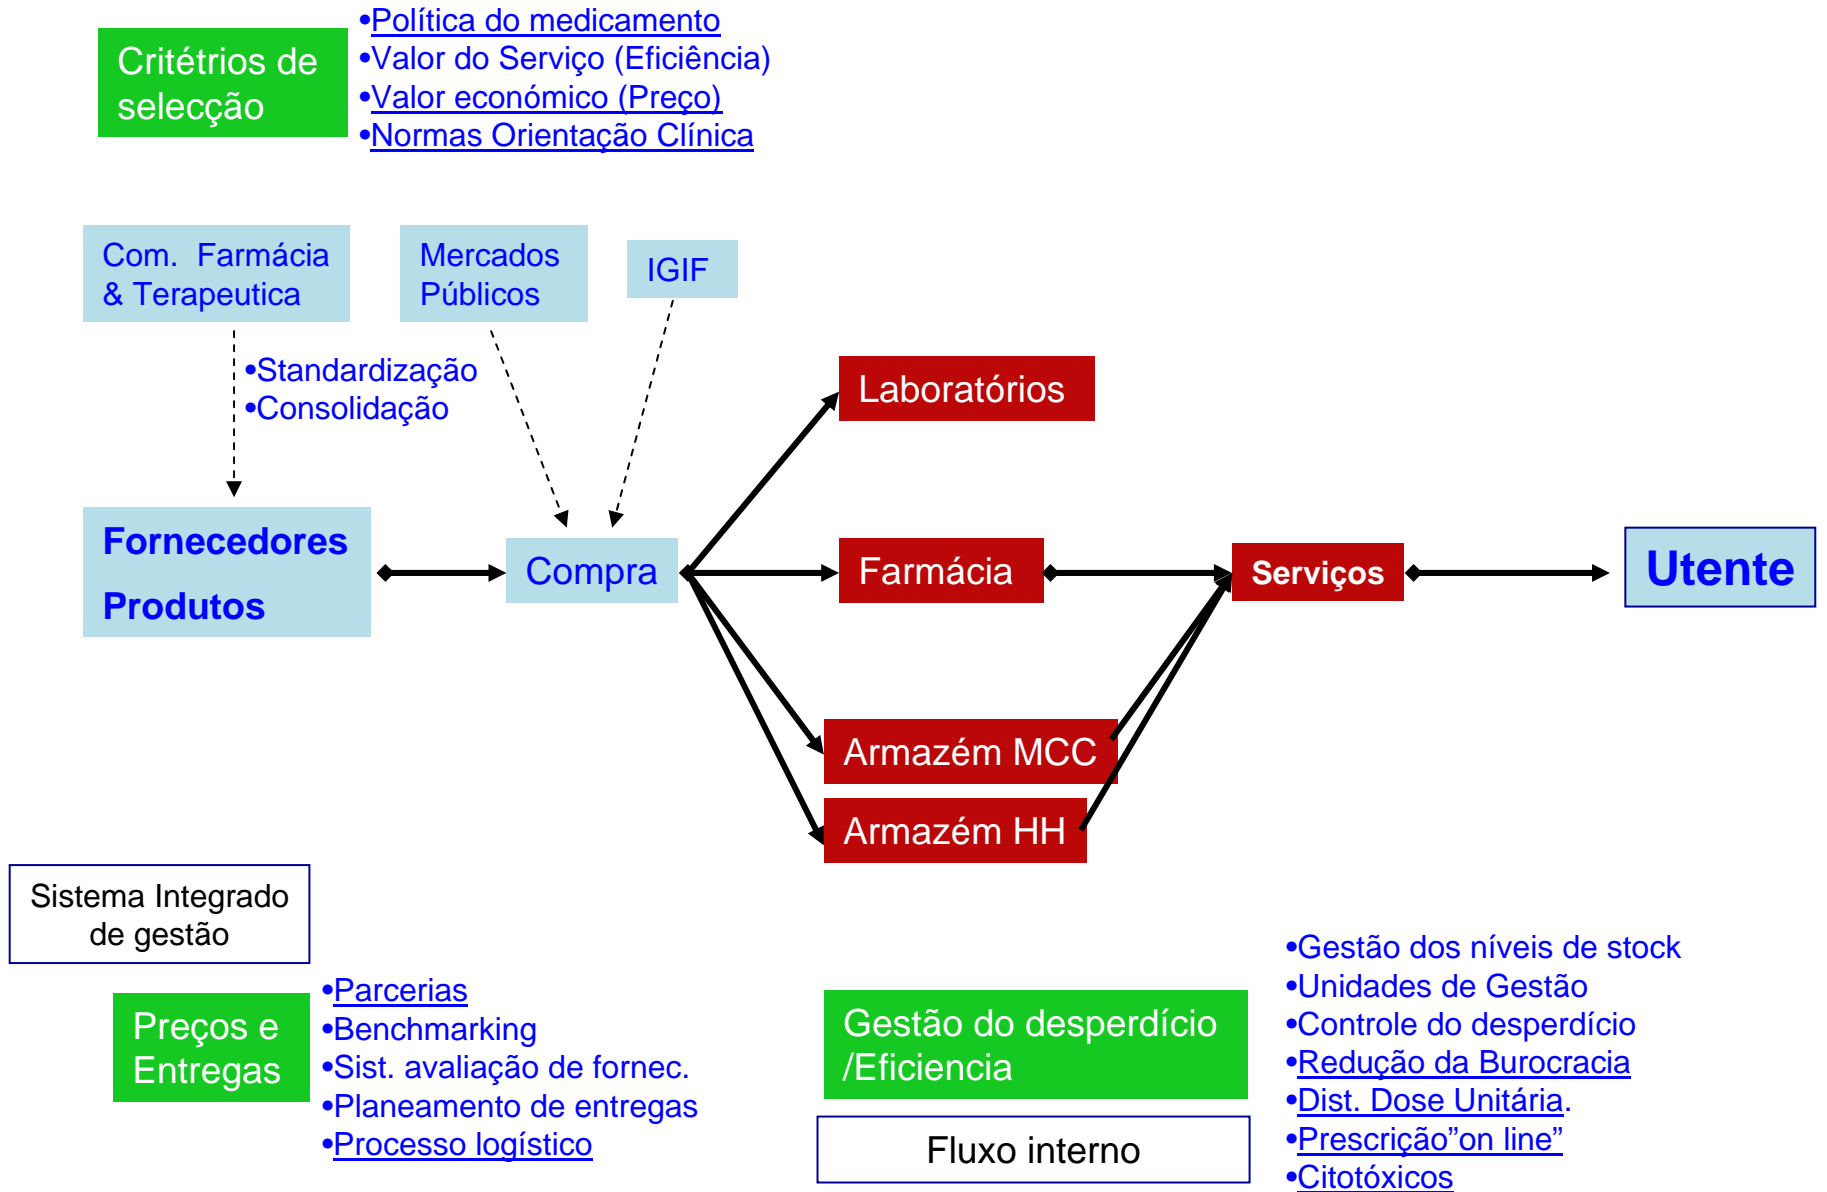 Critétrios de
selecção
•Política do medicamento
•Valor do Serviço (Eficiência)
•Valor económico (Preço)
•Normas Orientação Clínica
Com. Farmácia
& Terapeutica
Mercados
Públicos
IGIF
•Standardização
•Consolidação
Laboratórios
Fornecedores
Produtos
Compra
Farmácia
Serviços
Utente
Armazém MCC
Armazém HH
Sistema Integrado
de gestão
Preços e
Entregas
•Parcerias
•Benchmarking
•Sist. avaliação de fornec.
•Planeamento de entregas
•Processo logístico
Gestão do desperdício
/Eficiencia
Fluxo interno
•Gestão dos níveis de stock
•Unidades de Gestão
•Controle do desperdício
•Redução da Burocracia
•Dist. Dose Unitária.
•Prescrição”on line”
•Citotóxicos